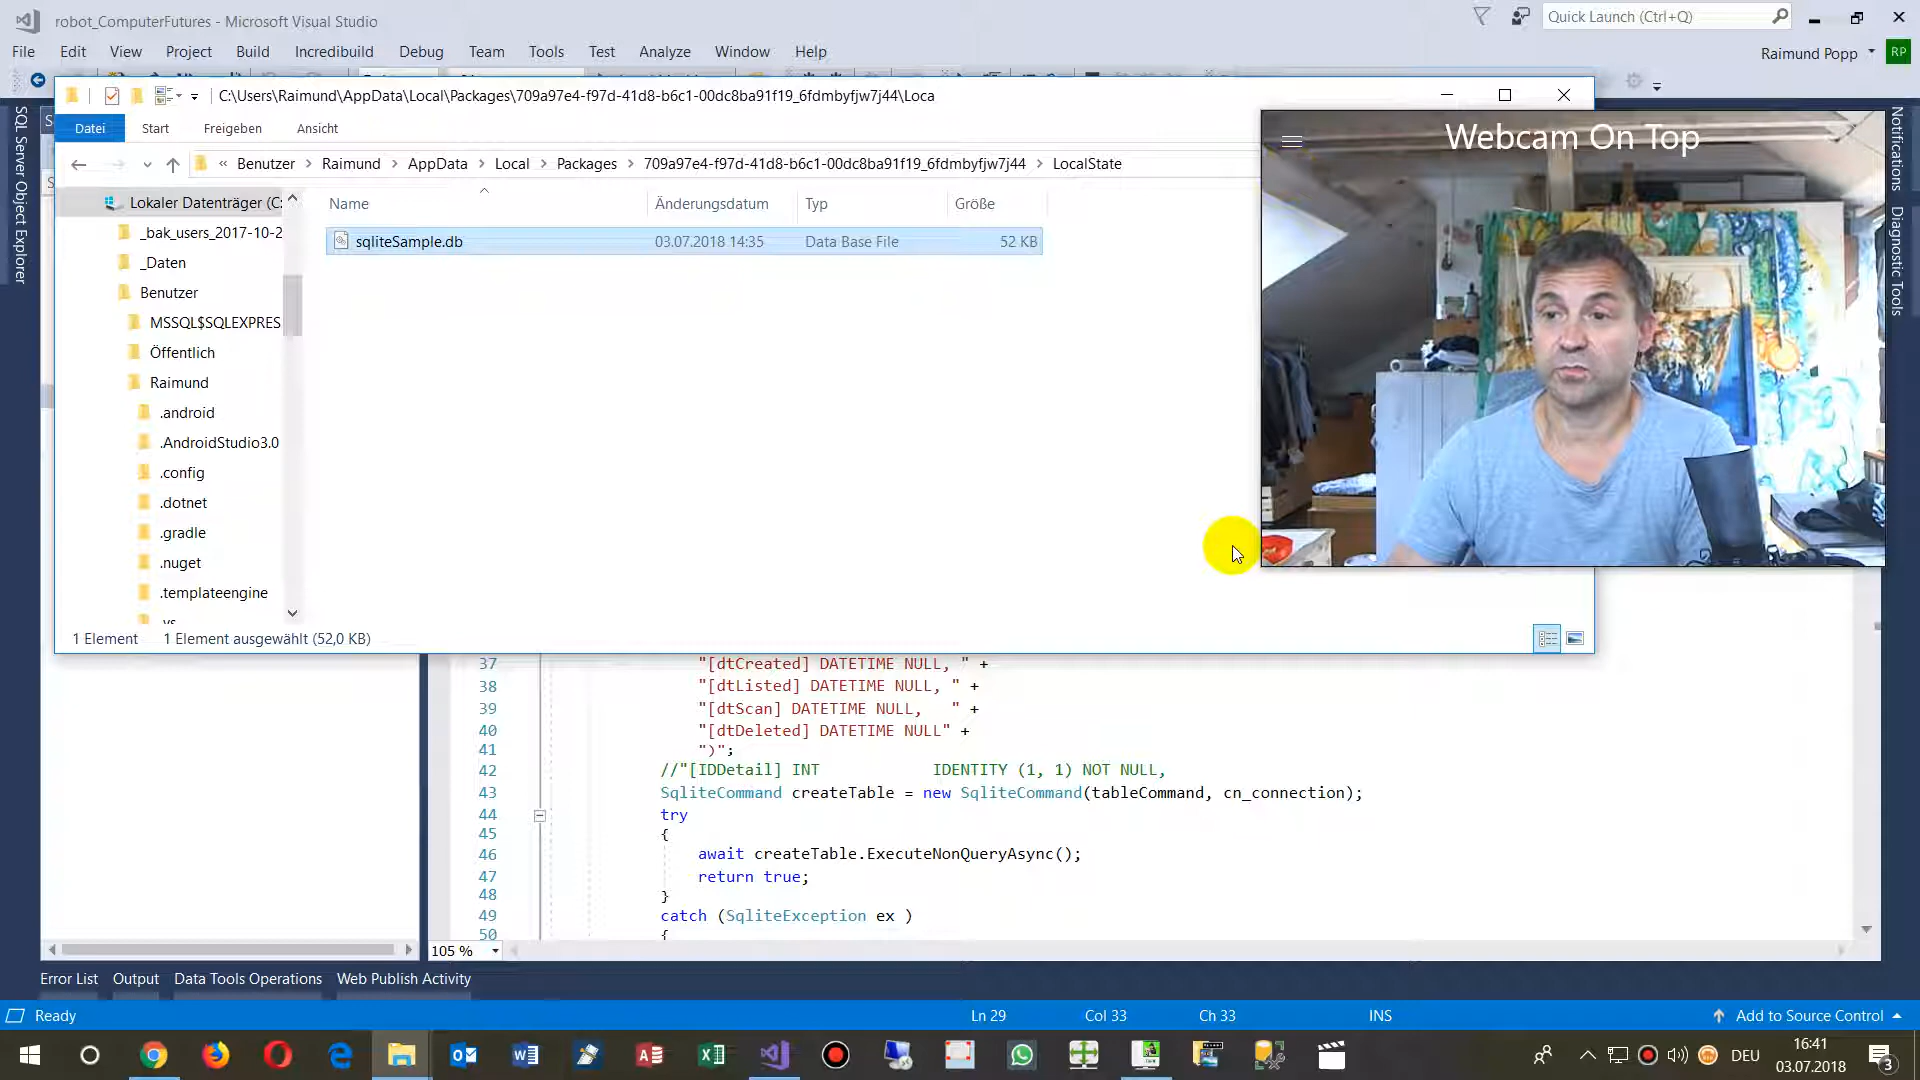 robot_ComputerFutures - Microsoft Visual Studio
Quick Launch (Ctrl+Q)
File Edit View Project Build Incredibuild Debug Team Tools Test Analyze Window Help
Raimund Popp RP
C:\Users\Raimund\AppData\Local\Packages\709a97e4-f97d-41d8-b6c1-00dc8ba91f19_6fdmbyfjw7j44\Loca
Datei Start Freigeben Ansicht
Webcam On Top
« Benutzer > Raimund > AppData > Local > Packages > 709a97e4-f97d-41d8-b6c1-00dc8ba91f19_6fdmbyfjw7j44 > LocalState
SQL Server Object Explorer
Notifications
Diagnostic Tools
Name Änderungsdatum Typ Größe
sqliteSample.db 03.07.2018 14:35 Data Base File 52 KB
Lokaler Datenträger (C:
_bak_users_2017-10-2
_Daten
Benutzer
MSSQL$SQLEXPRES
Öffentlich
Raimund
.android
.AndroidStudio3.0
.config
.dotnet
.gradle
.nuget
.templateengine
1 Element 1 Element ausgewählt (52,0 KB)
37 "[dtCreated] DATETIME NULL, " +
38 "[dtListed] DATETIME NULL, " +
39 "[dtScan] DATETIME NULL,   " +
40 "[dtDeleted] DATETIME NULL" +
41 ")";
42 //"[IDDetail] INT            IDENTITY (1, 1) NOT NULL,
43 SqliteCommand createTable = new SqliteCommand(tableCommand, cn_connection);
44 try
45 {
46 await createTable.ExecuteNonQueryAsync();
47 return true;
48 }
49 catch (SqliteException ex )
50 {
105 %
Error List Output Data Tools Operations Web Publish Activity
Ready Ln 29 Col 33 Ch 33 INS Add to Source Control
DEU 16:41
03.07.2018
3